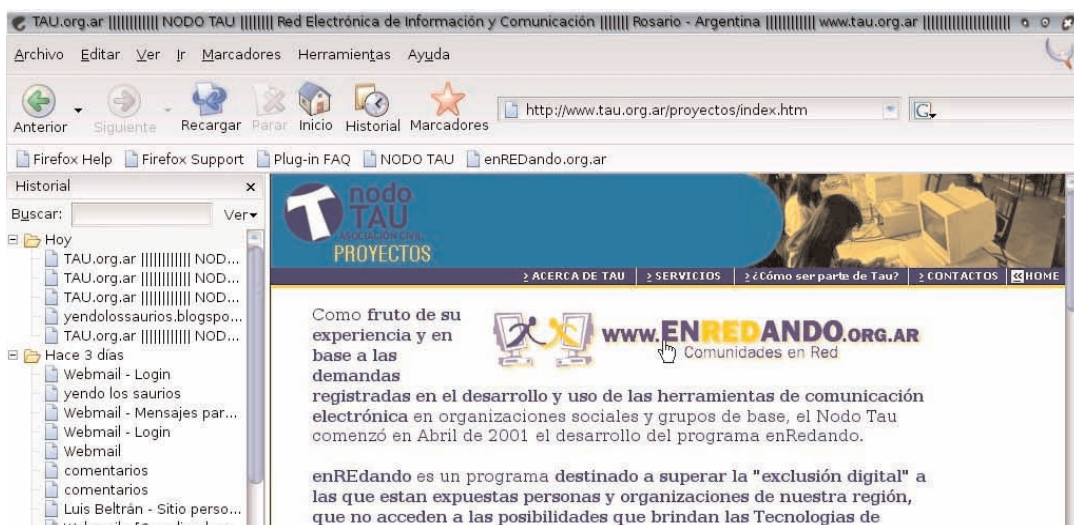 TAU.org.ar |||||||||||| NODO TAU |||||||| Red Electrónica de Información y Comunicación ||||||| Rosario - Argentina |||||||||||| www.tau.org.ar ||||||||||||||||||||
Archivo Editar Ver Ir Marcadores Herramientas Ayuda
Anterior Siguiente Recargar Parar Inicio Historial Marcadores
http://www.tau.org.ar/proyectos/index.htm
G
Firefox Help Firefox Support Plug-in FAQ NODO TAU enREDando.org.ar
Historial x
Buscar: Ver
Hoy
TAU.org.ar |||||||||||| NOD...
TAU.org.ar |||||||||||| NOD...
TAU.org.ar |||||||||||| NOD...
yendolossaurios.blogspo...
TAU.org.ar |||||||||||| NOD...
Hace 3 días
Webmail - Login
yendo los saurios
Webmail - Mensajes par...
Webmail - Login
Webmail
comentarios
comentarios
Luis Beltrán - Sitio perso...
T nodo
TAU
ASOCIACIÓN CIVIL
PROYECTOS
ACERCA DE TAU SERVICIOS ¿Cómo ser parte de Tau? CONTACTOS HOME
www.ENREDANDO.ORG.AR
Comunidades en Red
Como fruto de su
experiencia y en
base a las
demandas
registradas en el desarrollo y uso de las herramientas de comunicación
electrónica en organizaciones sociales y grupos de base, el Nodo Tau
comenzó en Abril de 2001 el desarrollo del programa enRedando.
enREdando es un programa destinado a superar la "exclusión digital" a
las que estan expuestas personas y organizaciones de nuestra región,
que no acceden a las posibilidades que brindan las Tecnologias de